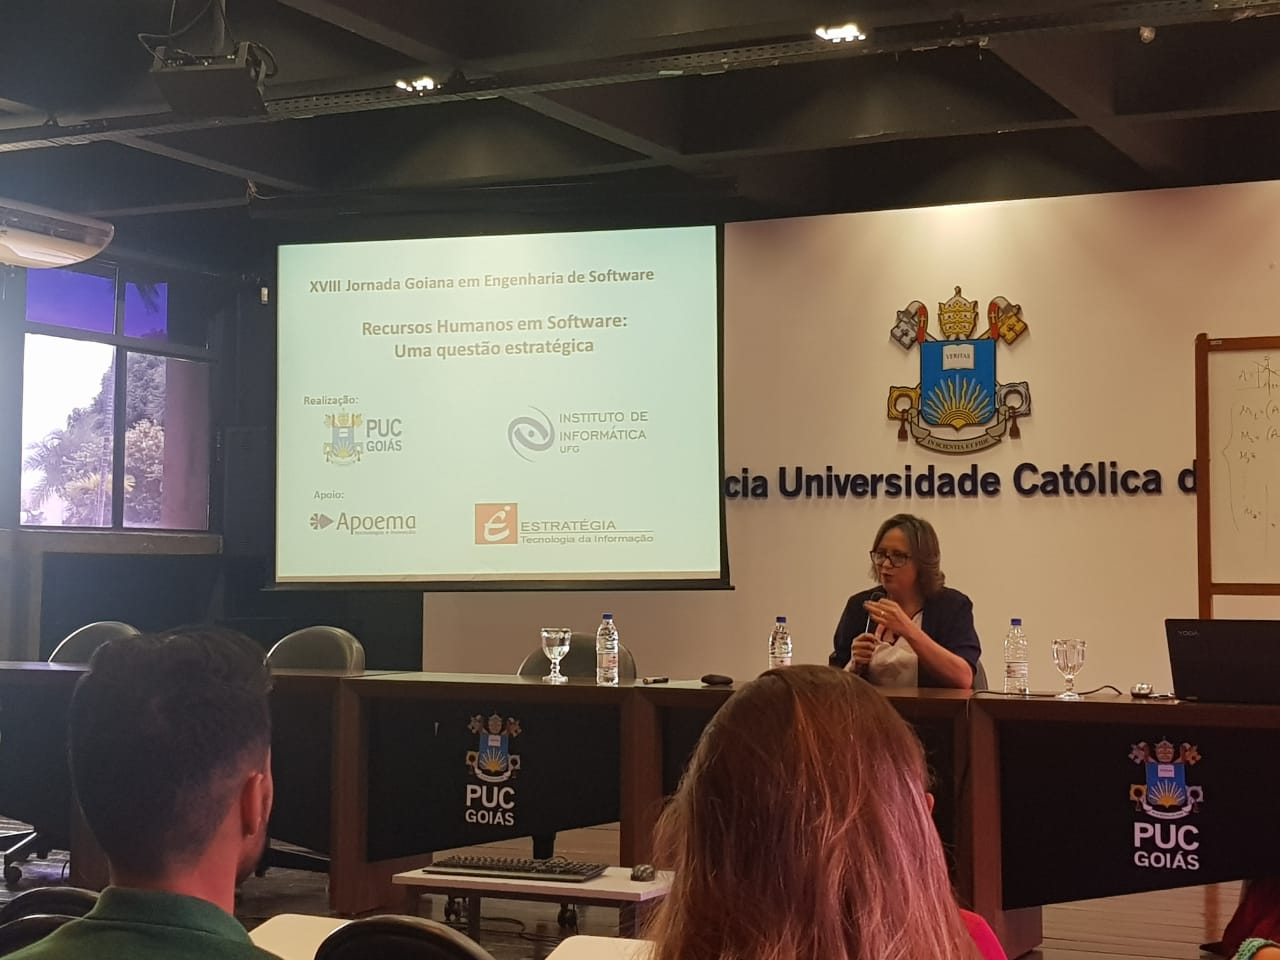 XVIII Jornada Goiana em Engenharia de Software
Recursos Humanos em Software:
Uma questão estratégica
Realização:
PUC
GOIÁS
INSTITUTO DE
INFORMÁTICA
UFG
Apoio:
Apoema
ESTRATÉGIA
Tecnologia da Informação
VERITAS
IN SCIENTIA ET FIDE
cia Universidade Católica d
YOGA
PUC
GOIÁS
PUC
GOIÁS